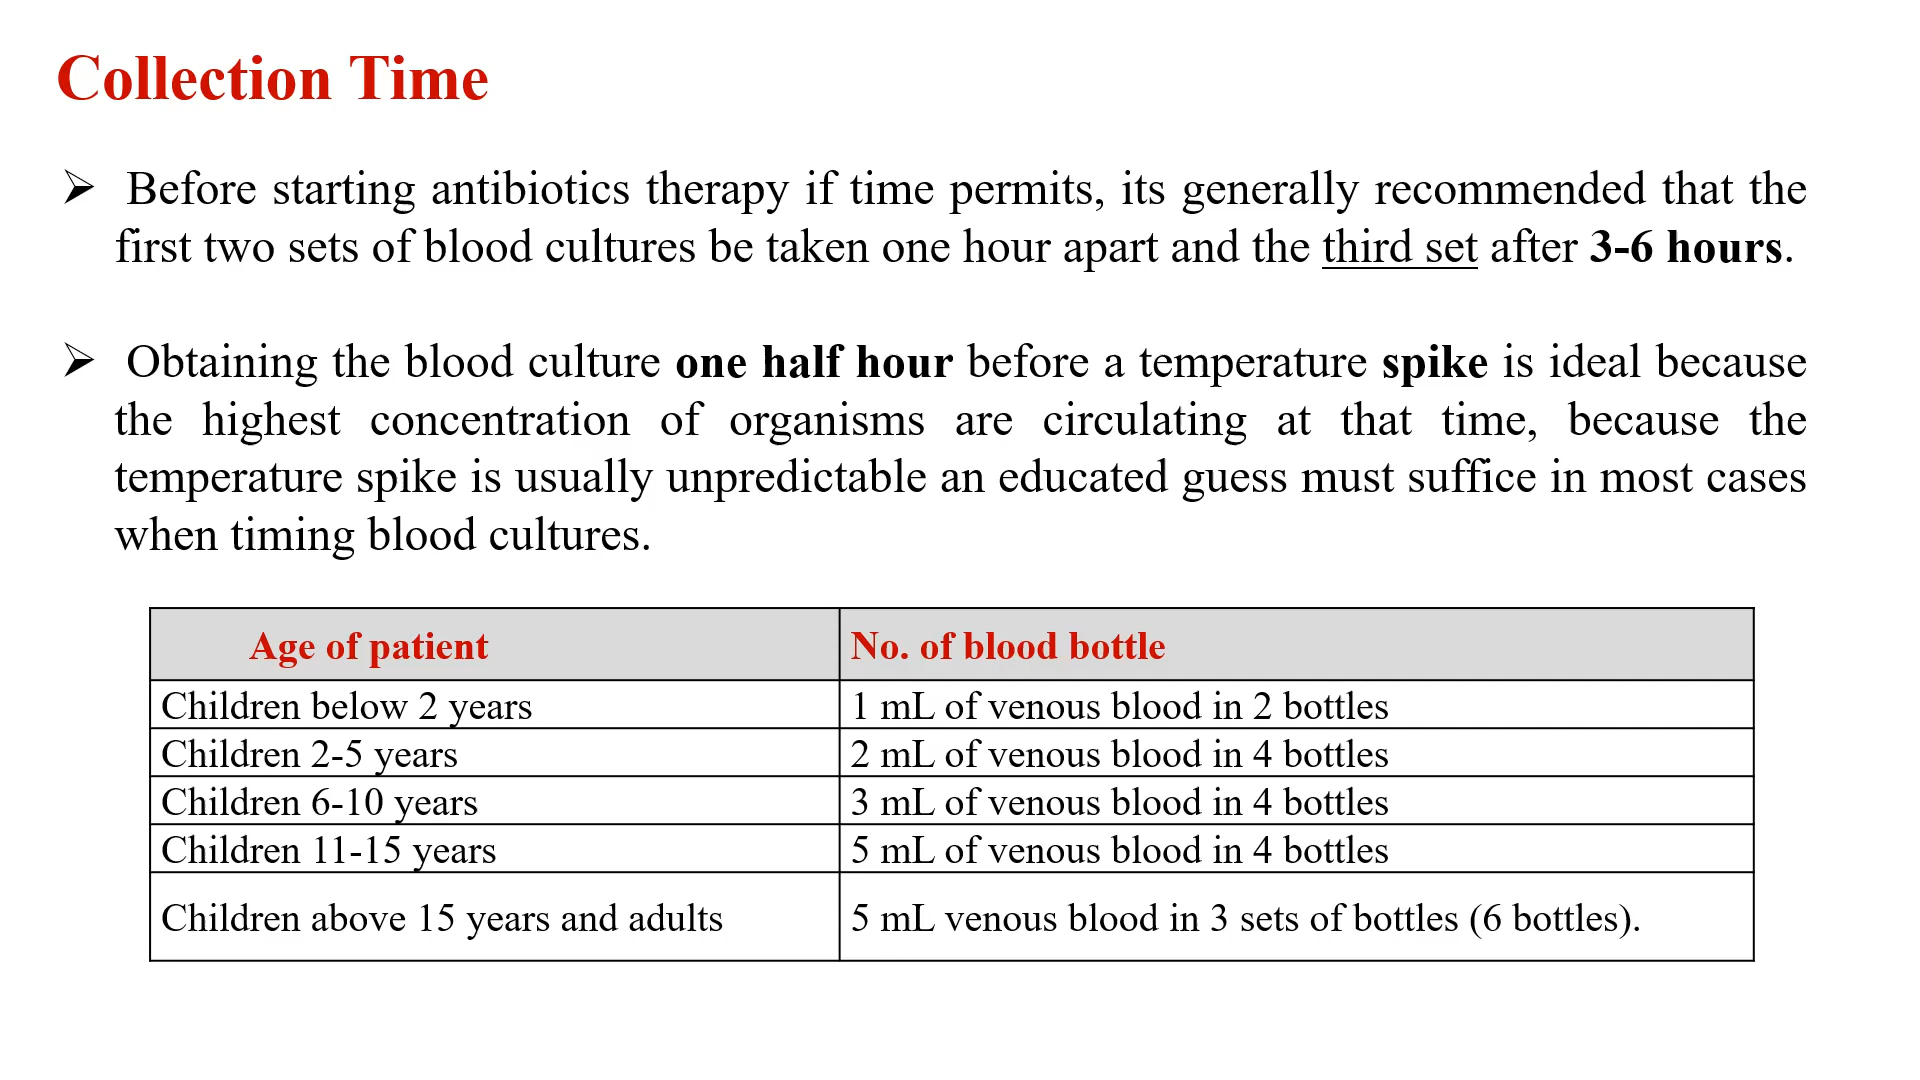 Collection Time
➢ Before starting antibiotics therapy if time permits, its generally recommended that the
first two sets of blood cultures be taken one hour apart and the third set after 3-6 hours.
➢ Obtaining the blood culture one half hour before a temperature spike is ideal because
the highest concentration of organisms are circulating at that time, because the
temperature spike is usually unpredictable an educated guess must suffice in most cases
when timing blood cultures.
Age of patient No. of blood bottle
Children below 2 years 1 mL of venous blood in 2 bottles
Children 2-5 years 2 mL of venous blood in 4 bottles
Children 6-10 years 3 mL of venous blood in 4 bottles
Children 11-15 years 5 mL of venous blood in 4 bottles
Children above 15 years and adults 5 mL venous blood in 3 sets of bottles (6 bottles).